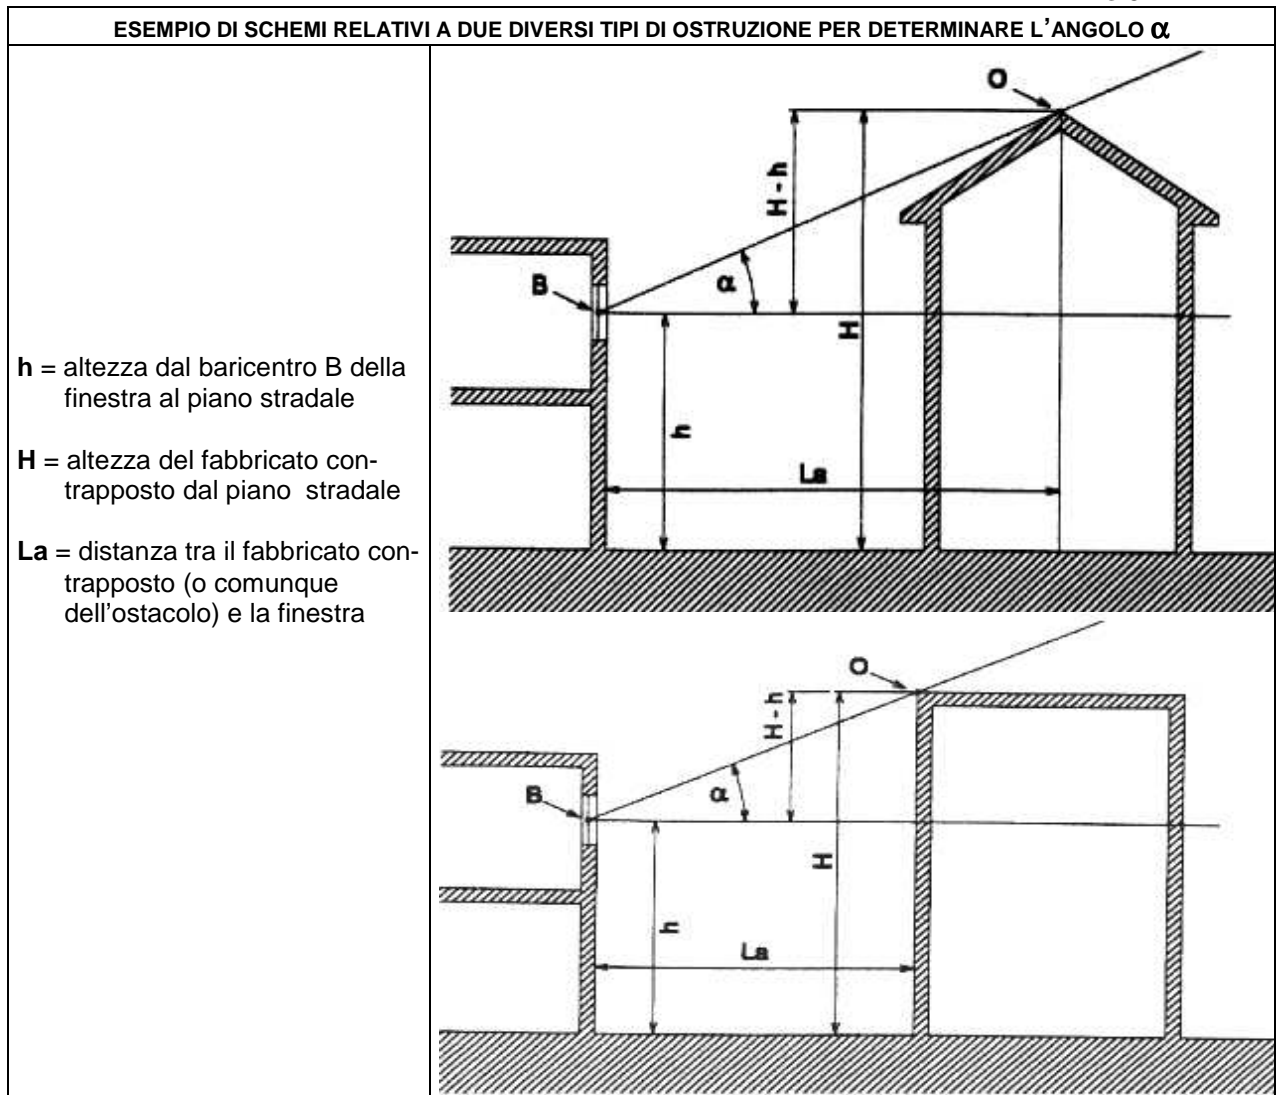 ESEMPIO DI SCHEMI RELATIVI A DUE DIVERSI TIPI DI OSTRUZIONE PER DETERMINARE L'ANGOLO α
h = altezza dal baricentro B della
finestra al piano stradale
H = altezza del fabbricato con-
trapposto dal piano stradale
La = distanza tra il fabbricato con-
trapposto (o comunque
dell'ostacolo) e la finestra
O
H - h
B
α
H
h
La
O
H - h
B
α
H
h
La